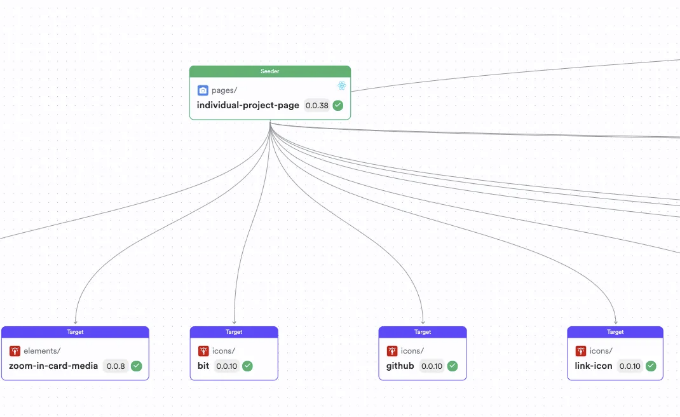 Seeder
pages/
individual-project-page 0.0.38
Target
elements/
zoom-in-card-media 0.0.8
Target
icons/
bit 0.0.10
Target
icons/
github 0.0.10
Target
icons/
link-icon 0.0.10